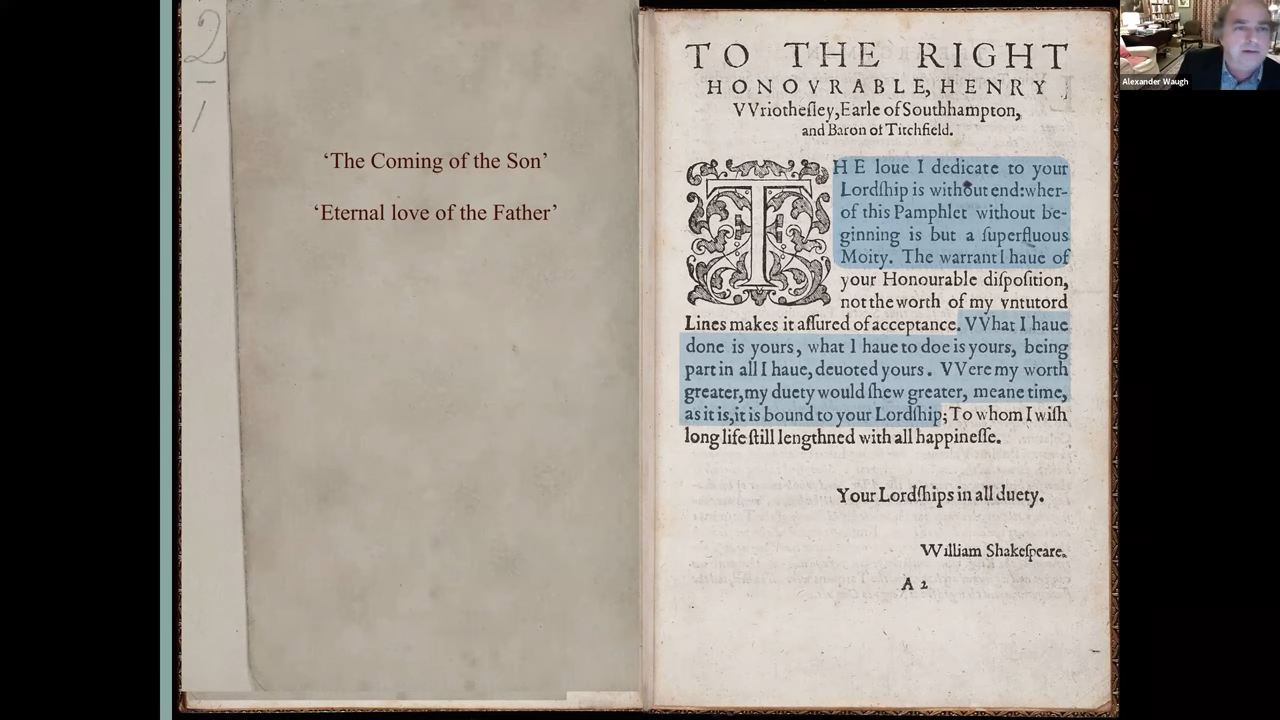 2
1
‘The Coming of the Son’
‘Eternal love of the Father’
TO THE RIGHT
HONOVRABLE, HENRY
VVriotheſley, Earle of Southhampton,
and Baron of Titchfield.
THE loue I dedicate to your
Lordſhip is without end: wher-
of this Pamphlet without be-
ginning is but a ſuperfluous
Moity. The warrant I haue of
your Honourable diſpoſition,
not the worth of my vntutord
Lines makes it aſſured of acceptance. VVhat I haue
done is yours, what I haue to doe is yours, being
part in all I haue, deuoted yours. VVere my worth
greater, my duety would ſhew greater, meane time,
as it is, it is bound to your Lordſhip; To whom I wiſh
long life ſtill lengthned with all happineſſe.
Your Lordſhips in all duety.
William Shakeſpeare.
A 2
Alexander Waugh